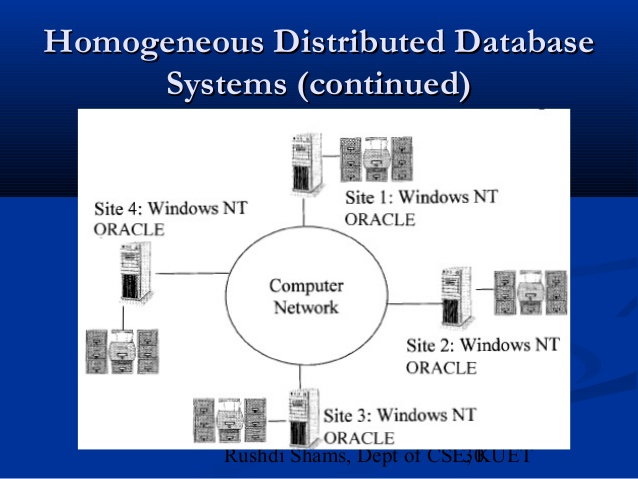 Homogeneous Distributed Database
Systems (continued)
Site 1: Windows NT
ORACLE
Site 4: Windows NT
ORACLE
Computer
Network
Site 2: Windows NT
ORACLE
Site 3: Windows NT
ORACLE
Rushdi Shams, Dept of CSE, KUET
30